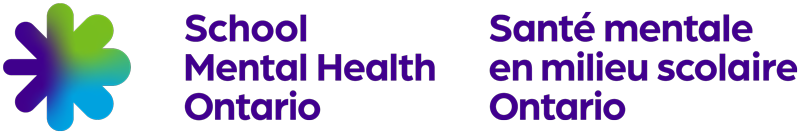 School
Mental Health
Ontario
Santé mentale
en milieu scolaire
Ontario